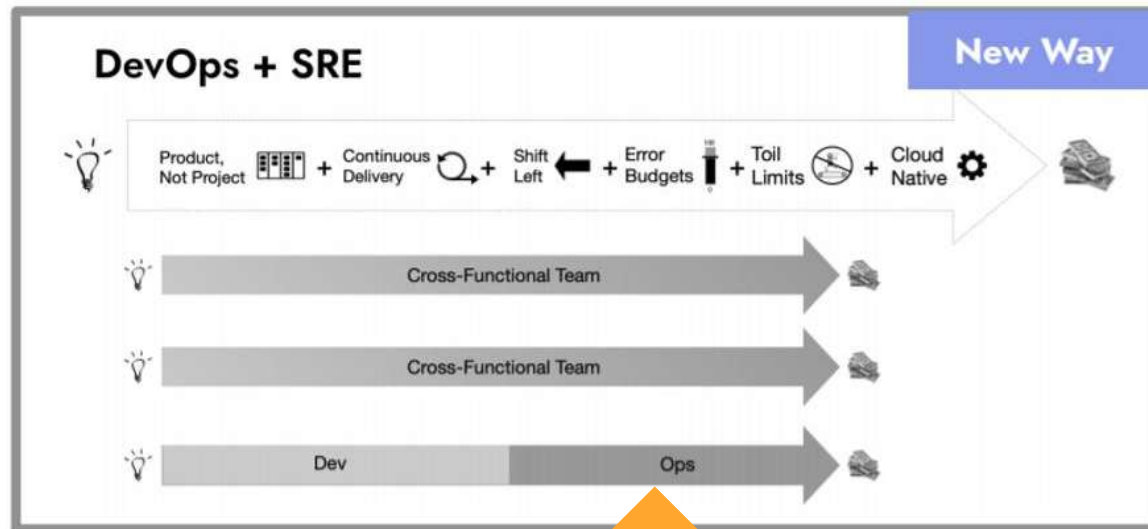 DevOps + SRE
New Way
Product,
Not Project
+
Continuous
Delivery
+
Shift
Left
+
Error
Budgets
+
Toil
Limits
+
Cloud
Native
Cross-Functional Team
Cross-Functional Team
Dev
Ops